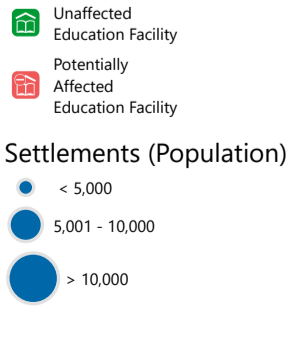 Unaffected
Education Facility
Potentially
Affected
Education Facility
Settlements (Population)
< 5,000
5,001 - 10,000
> 10,000